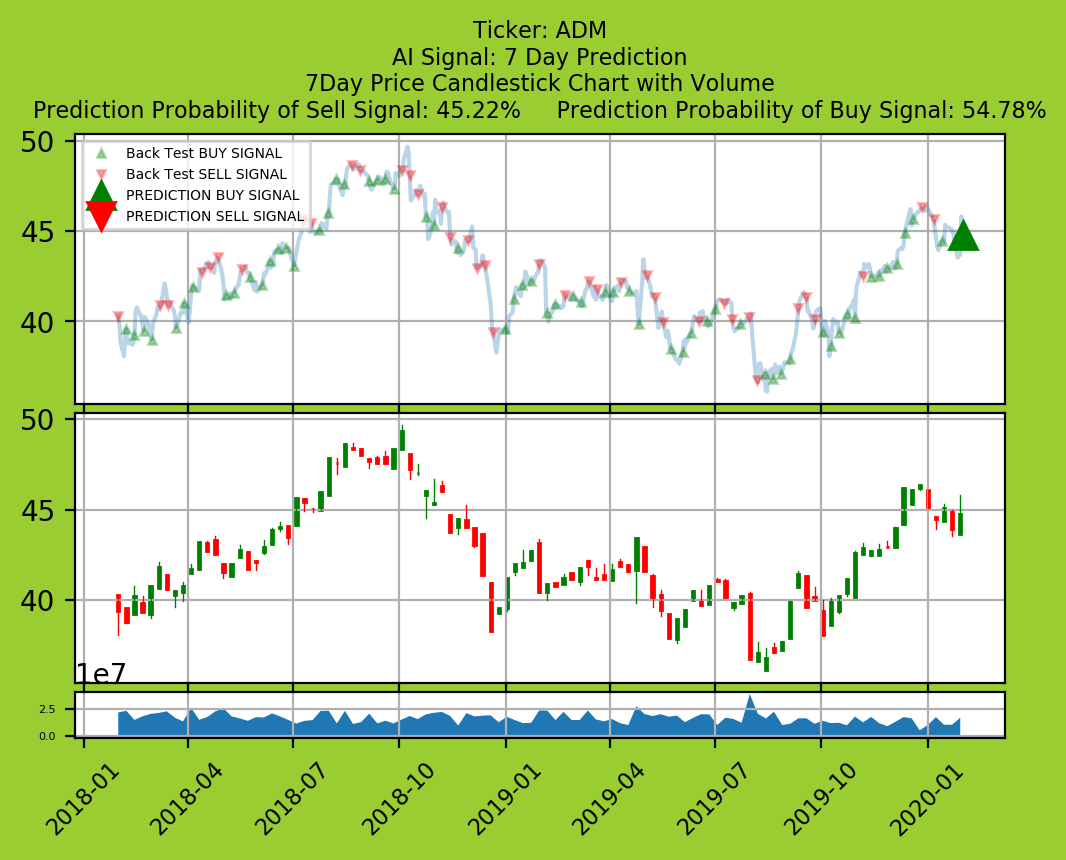 Ticker: ADM
AI Signal: 7 Day Prediction
7Day Price Candlestick Chart with Volume
Prediction Probability of Sell Signal: 45.22%     Prediction Probability of Buy Signal: 54.78%
50
45
40
Back Test BUY SIGNAL
Back Test SELL SIGNAL
PREDICTION BUY SIGNAL
PREDICTION SELL SIGNAL
50
45
40
1e7
2.5
0.0
2018-01 2018-04 2018-07 2018-10 2019-01 2019-04 2019-07 2019-10 2020-01